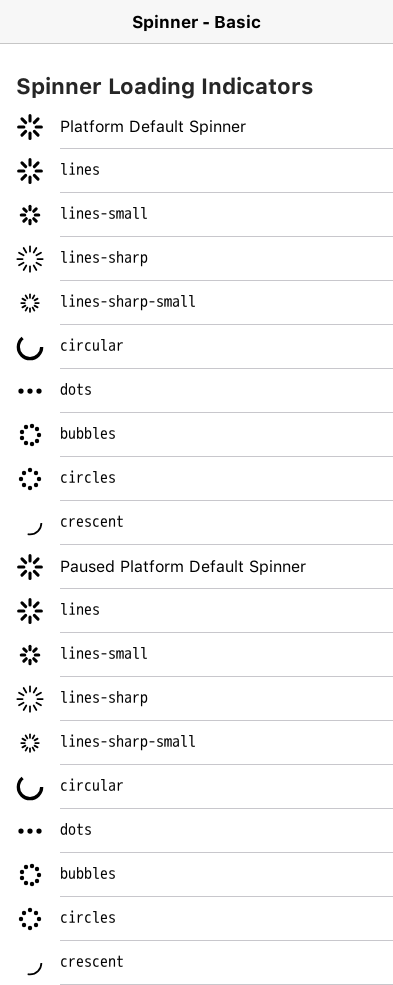 Spinner - Basic
Spinner Loading Indicators
Platform Default Spinner
lines
lines-small
lines-sharp
lines-sharp-small
circular
dots
bubbles
circles
crescent
Paused Platform Default Spinner
lines
lines-small
lines-sharp
lines-sharp-small
circular
dots
bubbles
circles
crescent